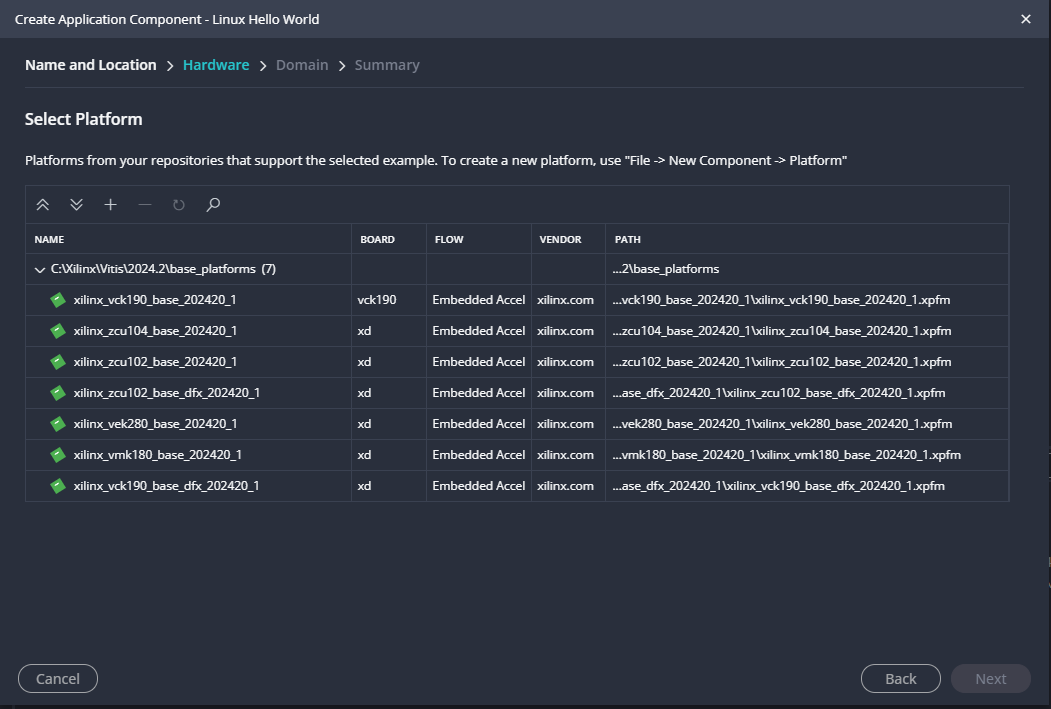 Create Application Component - Linux Hello World
Name and Location > Hardware > Domain > Summary
Select Platform
Platforms from your repositories that support the selected example. To create a new platform, use "File -> New Component -> Platform"
NAME BOARD FLOW VENDOR PATH
C:\Xilinx\Vitis\2024.2\base_platforms (7) ...2\base_platforms
xilinx_vck190_base_202420_1 vck190 Embedded Accel xilinx.com ...vck190_base_202420_1\xilinx_vck190_base_202420_1.xpfm
xilinx_zcu104_base_202420_1 xd Embedded Accel xilinx.com ...zcu104_base_202420_1\xilinx_zcu104_base_202420_1.xpfm
xilinx_zcu102_base_202420_1 xd Embedded Accel xilinx.com ...zcu102_base_202420_1\xilinx_zcu102_base_202420_1.xpfm
xilinx_zcu102_base_dfx_202420_1 xd Embedded Accel xilinx.com ...ase_dfx_202420_1\xilinx_zcu102_base_dfx_202420_1.xpfm
xilinx_vek280_base_202420_1 xd Embedded Accel xilinx.com ...vek280_base_202420_1\xilinx_vek280_base_202420_1.xpfm
xilinx_vmk180_base_202420_1 xd Embedded Accel xilinx.com ...vmk180_base_202420_1\xilinx_vmk180_base_202420_1.xpfm
xilinx_vck190_base_dfx_202420_1 xd Embedded Accel xilinx.com ...ase_dfx_202420_1\xilinx_vck190_base_dfx_202420_1.xpfm
Cancel Back Next